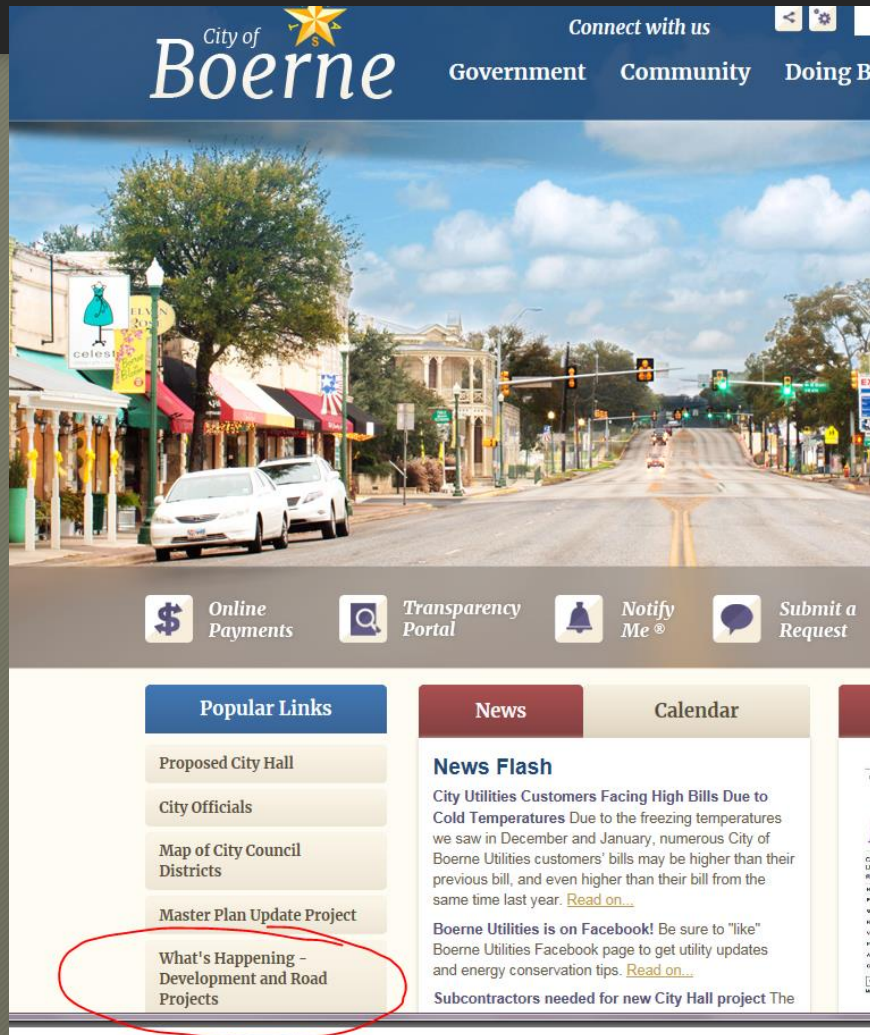 City of
Boerne
Connect with us
Government Community Doing B
celest
Online
Payments
Transparency
Portal
Notify
Me ®
Submit a
Request
Popular Links
Proposed City Hall
City Officials
Map of City Council
Districts
Master Plan Update Project
What's Happening -
Development and Road
Projects
News
Calendar
News Flash
City Utilities Customers Facing High Bills Due to
Cold Temperatures Due to the freezing temperatures
we saw in December and January, numerous City of
Boerne Utilities customers' bills may be higher than their
previous bill, and even higher than their bill from the
same time last year. Read on...
Boerne Utilities is on Facebook! Be sure to "like"
Boerne Utilities Facebook page to get utility updates
and energy conservation tips. Read on...
Subcontractors needed for new City Hall project The